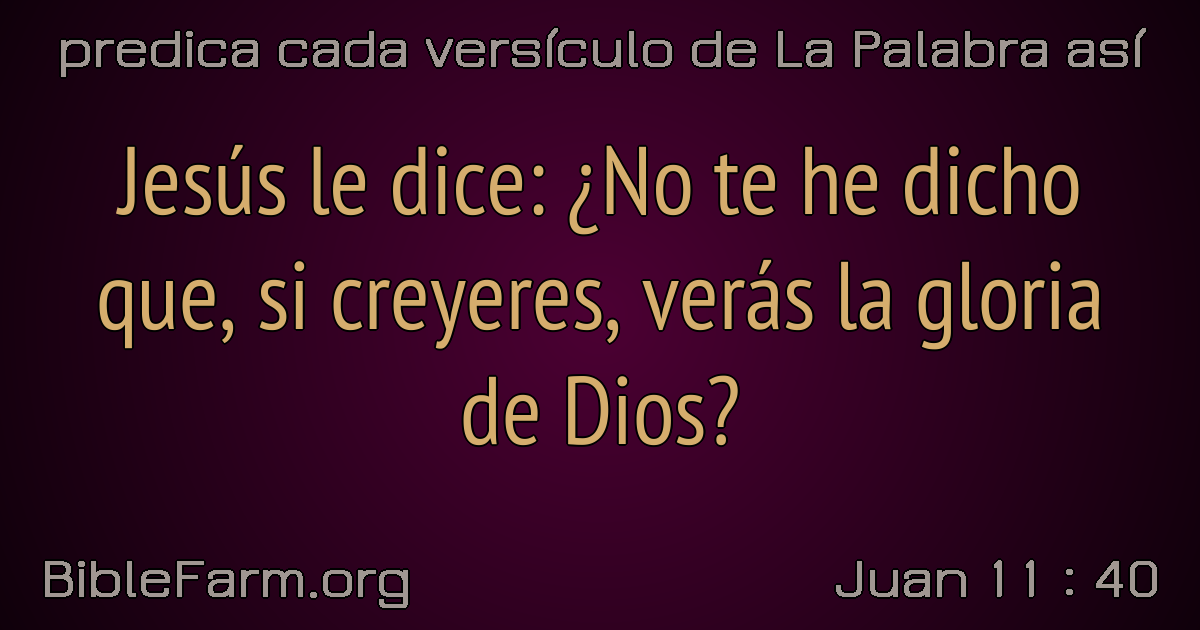 predica cada versículo de La Palabra así
Jesús le dice: ¿No te he dicho
que, si creyeres, verás la gloria
de Dios?
BibleFarm.org
Juan 11 : 40